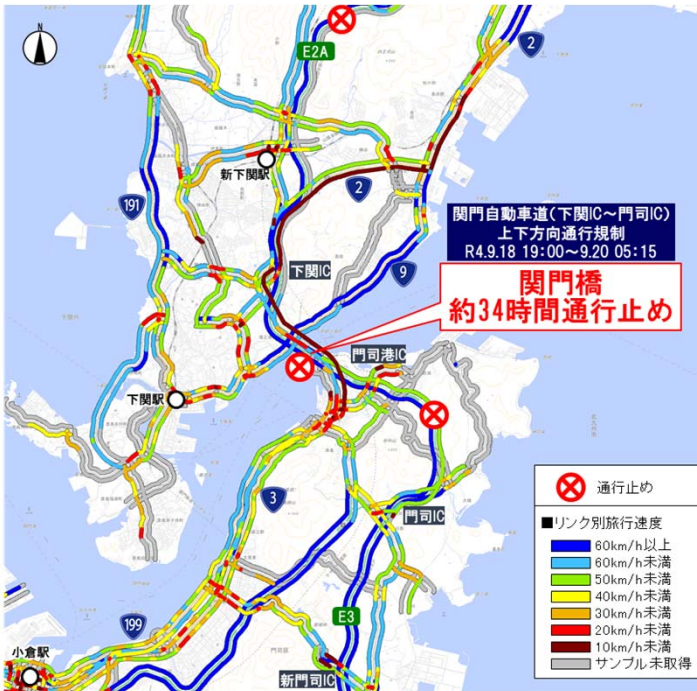 N
E2A
2
新下関駅
191
2
関門自動車道(下関IC～門司IC)
上下方向通行規制
R4.9.18 19:00～9.20 05:15
下関IC
9
関門橋
約34時間通行止め
門司港IC
下関駅
3
門司IC
通行止め
■リンク別旅行速度
60km/h以上
60km/h未満
50km/h未満
40km/h未満
30km/h未満
20km/h未満
10km/h未満
サンプル未取得
199
E3
小倉駅
新門司IC